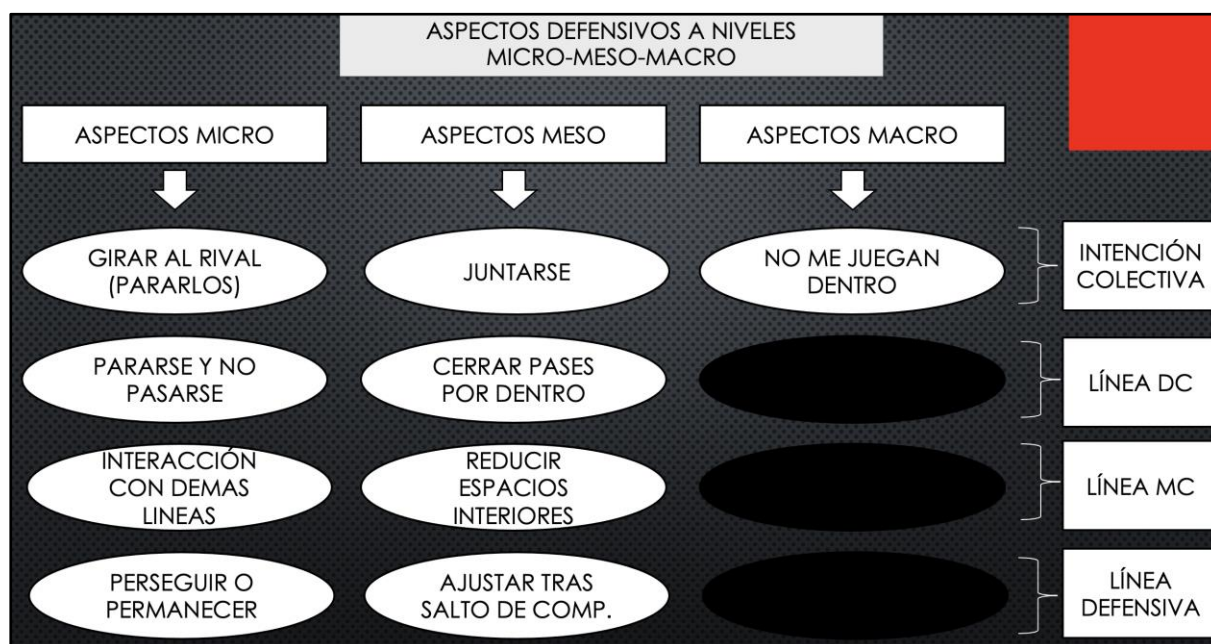 ASPECTOS DEFENSIVOS A NIVELES
MICRO-MESO-MACRO
ASPECTOS MICRO
ASPECTOS MESO
ASPECTOS MACRO
GIRAR AL RIVAL
(PARARLOS)
JUNTARSE
NO ME JUEGAN
DENTRO
INTENCIÓN
COLECTIVA
PARARSE Y NO
PASARSE
CERRAR PASES
POR DENTRO
LÍNEA DC
INTERACCIÓN
CON DEMAS
LINEAS
REDUCIR
ESPACIOS
INTERIORES
LÍNEA MC
PERSEGUIR O
PERMANECER
AJUSTAR TRAS
SALTO DE COMP.
LÍNEA
DEFENSIVA